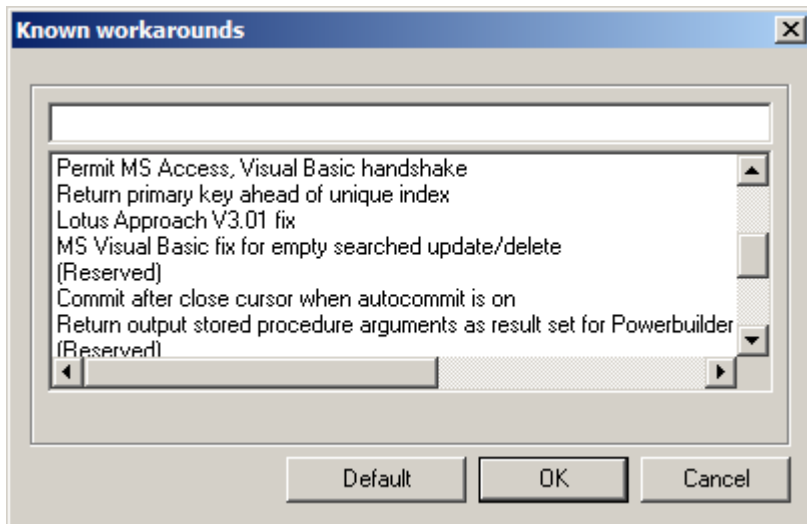 Known workarounds
Permit MS Access, Visual Basic handshake
Return primary key ahead of unique index
Lotus Approach V3.01 fix
MS Visual Basic fix for empty searched update/delete
(Reserved)
Commit after close cursor when autocommit is on
Return output stored procedure arguments as result set for Powerbuilder
(Reserved)
Default
OK
Cancel